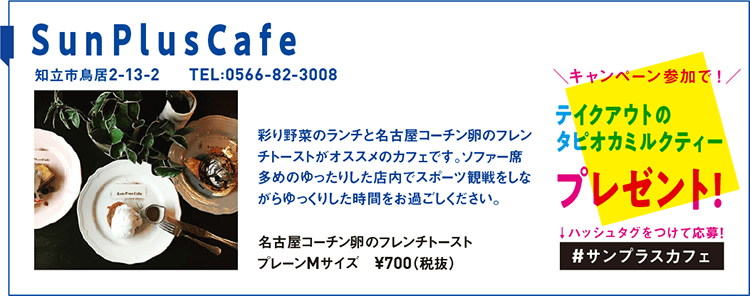 SunPlusCafe
知立市鳥居2-13-2 TEL:0566-82-3008
彩り野菜のランチと名古屋コーチン卵のフレン
チトーストがオススメのカフェです。ソファー席
多めのゆったりした店内でスポーツ観戦をしな
がらゆっくりした時間をお過ごしください。
名古屋コーチン卵のフレンチトースト
プレーンMサイズ ¥700(税抜)
＼キャンペーン参加で！／
テイクアウトの
タピオカミルクティー
プレゼント!
↓ハッシュタグをつけて応募!
#サンプラスカフェ